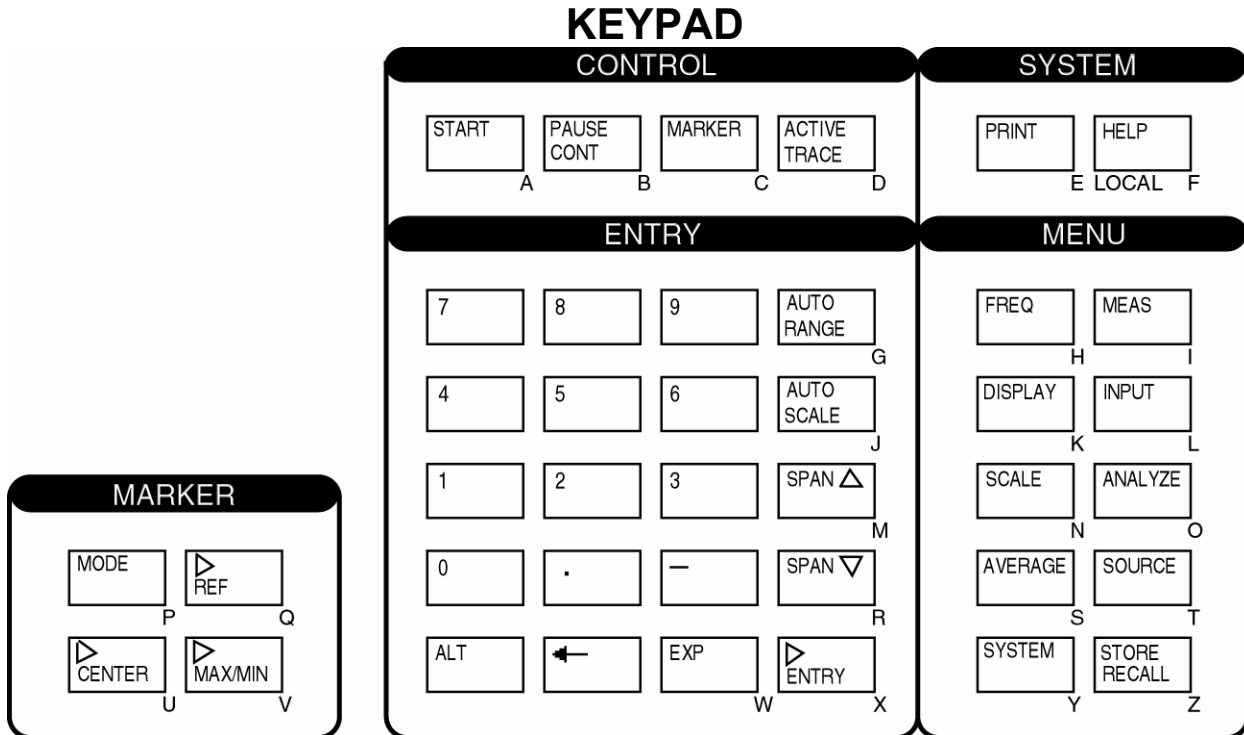 KEYPAD
CONTROL
START
A
PAUSE
CONT
B
MARKER
C
ACTIVE
TRACE
D
SYSTEM
PRINT
E
HELP
LOCAL F
ENTRY
7
8
9
AUTO
RANGE
G
4
5
6
AUTO
SCALE
J
1
2
3
SPAN △
M
0
.
—
SPAN ▽
R
ALT
EXP
W
ENTRY
X
MENU
FREQ
H
MEAS
I
DISPLAY
K
INPUT
L
SCALE
N
ANALYZE
O
AVERAGE
S
SOURCE
T
SYSTEM
Y
STORE
RECALL
Z
MARKER
MODE
P
REF
Q
CENTER
U
MAX/MIN
V